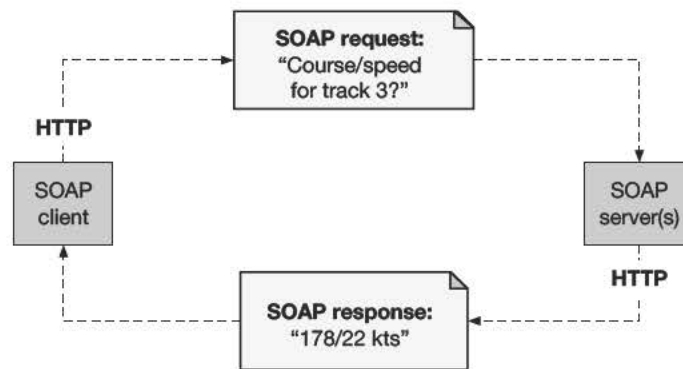 SOAP request:
“Course/speed
for track 3?”
HTTP
SOAP
client
SOAP
server(s)
HTTP
SOAP response:
“178/22 kts”